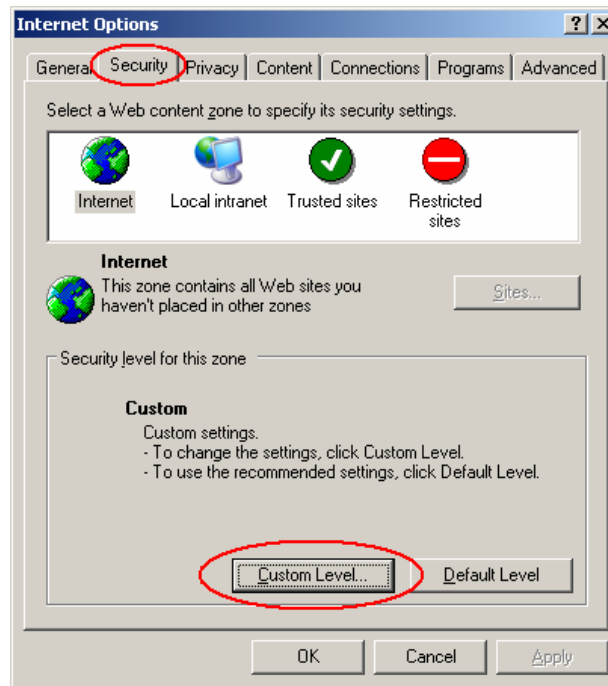 Internet Options
General Security Privacy Content Connections Programs Advanced
Select a Web content zone to specify its security settings.
Internet Local intranet Trusted sites Restricted
sites
Internet
This zone contains all Web sites you
haven't placed in other zones
Sites...
Security level for this zone
Custom
Custom settings.
- To change the settings, click Custom Level.
- To use the recommended settings, click Default Level.
Custom Level... Default Level
OK Cancel Apply